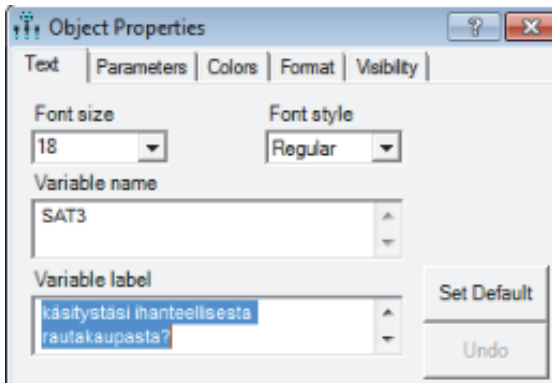 Object Properties
Text Parameters Colors Format Visibility
Font size Font style
18 Regular
Variable name
SAT3
Variable label
käsitystäsi ihanteellisesta
rautakaupasta?
Set Default
Undo